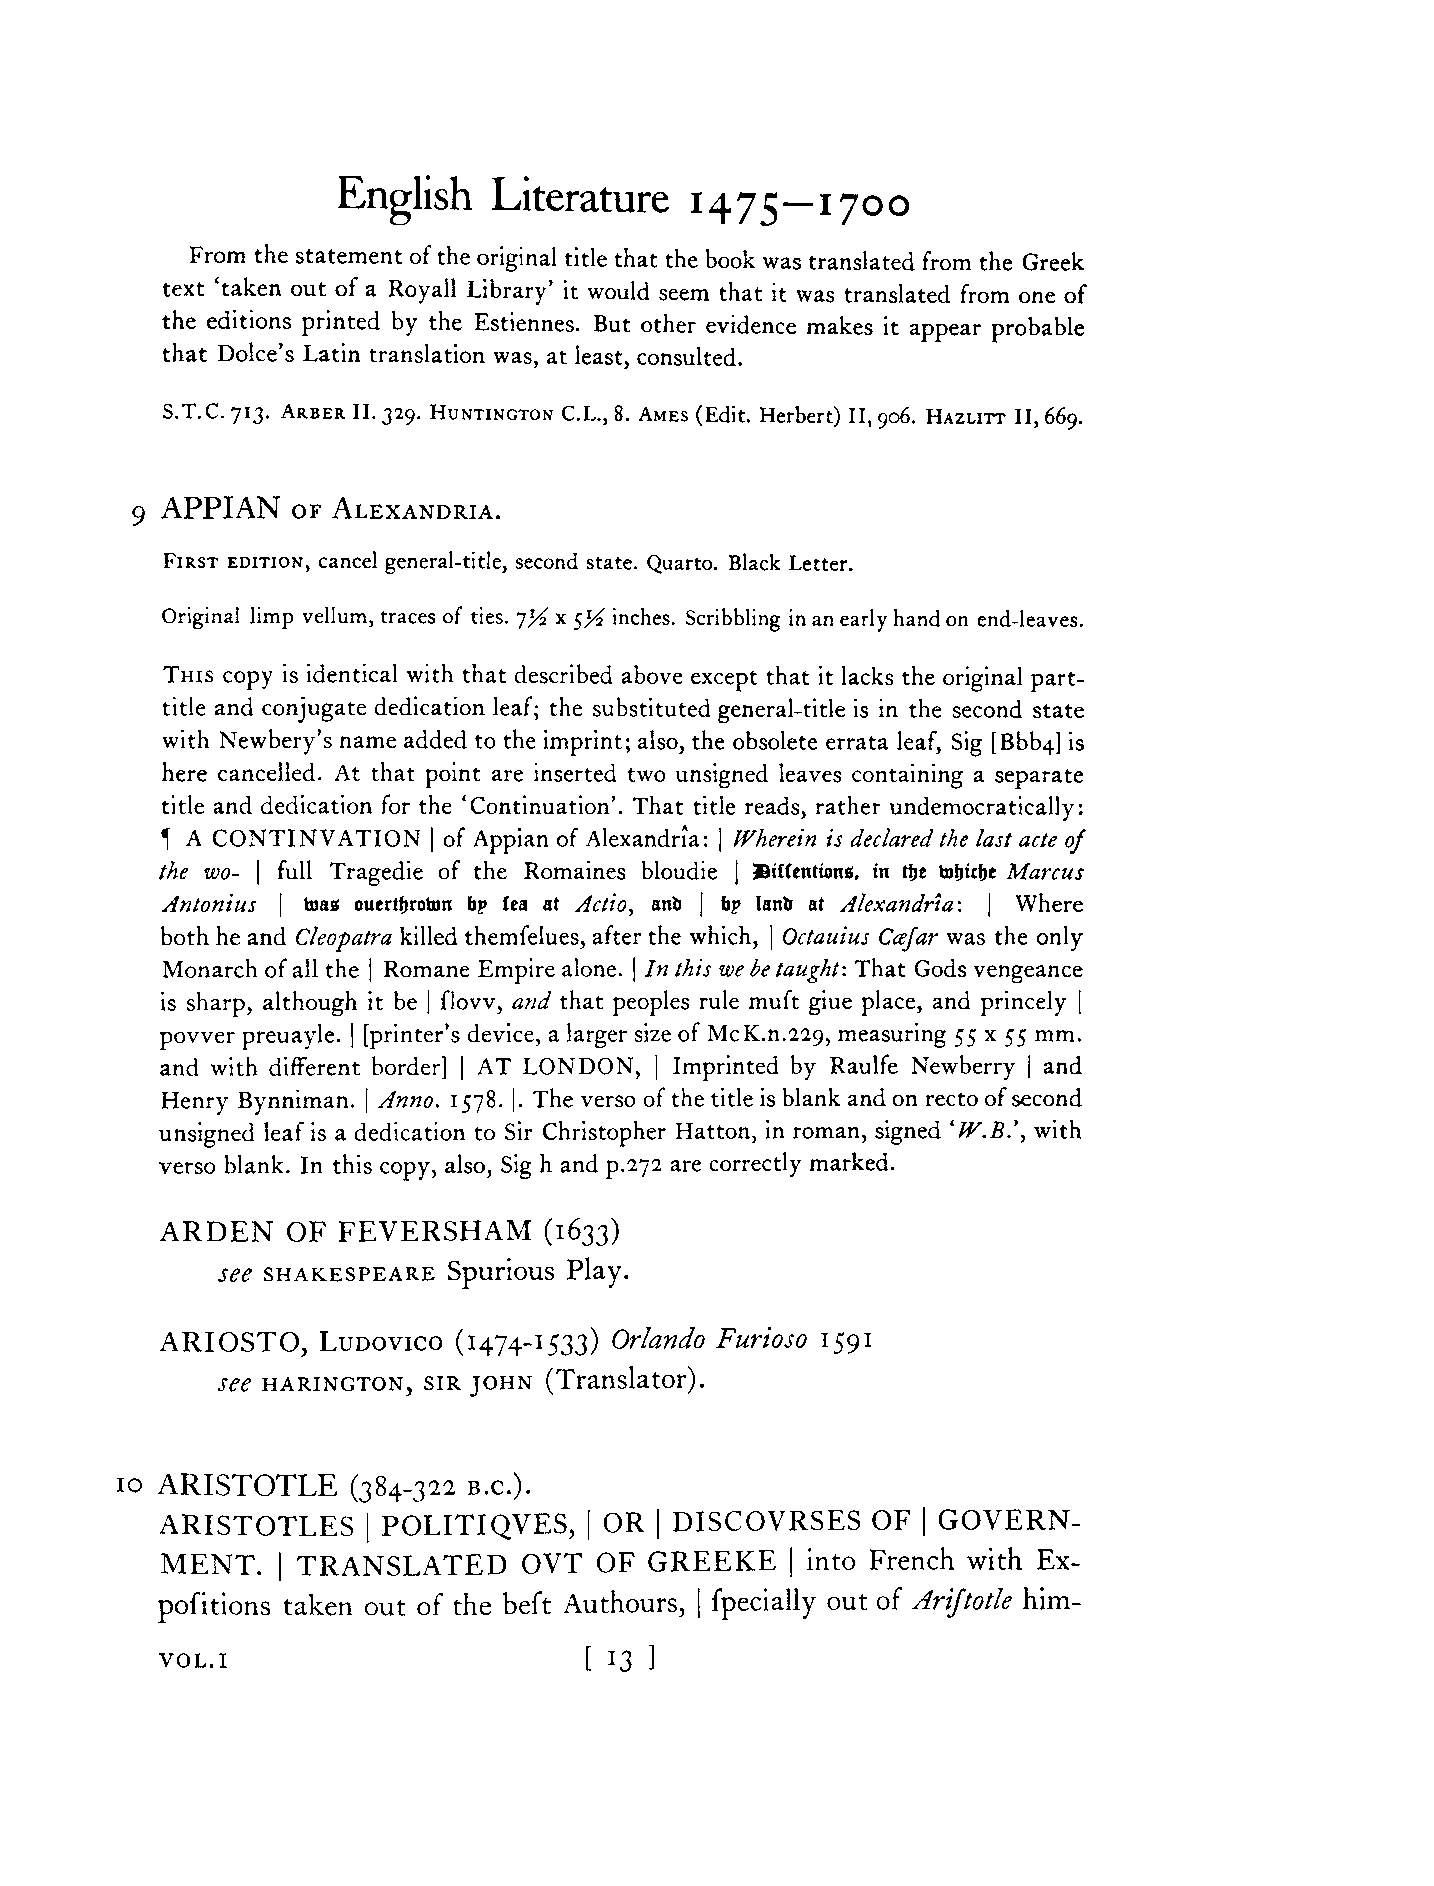 English Literature 1475—1700
From the statement of the original title that the book was translated from the Greek
text ‘taken out of a Royall Library’ it would seem that it was translated from one of
the editions printed by the Estiennes. But other evidence makes it appear probable
that Dolce’s Latin translation was, at least, consulted.
S.T.C. 713. Arber II. 329. Huntington C.L., 8. Ames (Edit. Herbert) II, 906. Hazlitt II, 669.
9 APPIAN of Alexandria.
First edition, cancel general-title, second state. Quarto. Black Letter.
Original limp vellum, traces of ties. 7½ x 5½ inches. Scribbling in an early hand on end-leaves.
This copy is identical with that described above except that it lacks the original part-
title and conjugate dedication leaf; the substituted general-title is in the second state
with Newbery’s name added to the imprint; also, the obsolete errata leaf, Sig [Bbb4] is
here cancelled. At that point are inserted two unsigned leaves containing a separate
title and dedication for the ‘Continuation’. That title reads, rather undemocratically:
¶ A CONTINVATION | of Appian of Alexandrîa: | Wherein is declared the last acte of
the wo- | full Tragedie of the Romaines bloudie | Diſſentions, in the whiche Marcus
Antonius | was ouerthrown by ſea at Actio, and | by land at Alexandrîa: | Where
both he and Cleopatra killed themſelues, after the which, | Octauius Cæſar was the only
Monarch of all the | Romane Empire alone. | In this we be taught: That Gods vengeance
is sharp, although it be | ſlovv, and that peoples rule muſt giue place, and princely |
povver preuayle. | [printer’s device, a larger size of McK.n.229, measuring 55 x 55 mm.
and with different border] | AT LONDON, | Imprinted by Raulfe Newberry | and
Henry Bynniman. | Anno. 1578. |. The verso of the title is blank and on recto of second
unsigned leaf is a dedication to Sir Christopher Hatton, in roman, signed ‘W.B.’, with
verso blank. In this copy, also, Sig h and p.272 are correctly marked.
ARDEN OF FEVERSHAM (1633)
see SHAKESPEARE Spurious Play.
ARIOSTO, Ludovico (1474-1533) Orlando Furioso 1591
see HARINGTON, SIR JOHN (Translator).
10 ARISTOTLE (384-322 B.C.).
ARISTOTLES | POLITIQVES, | OR | DISCOVRSES OF | GOVERN-
MENT. | TRANSLATED OVT OF GREEKE | into French with Ex-
poſitions taken out of the beſt Authours, | ſpecially out of Ariſtotle him-
VOL.I [ 13 ]